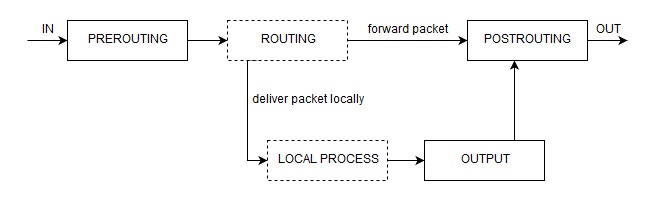 IN
PREROUTING
ROUTING
forward packet
POSTROUTING
OUT
deliver packet locally
LOCAL PROCESS
OUTPUT